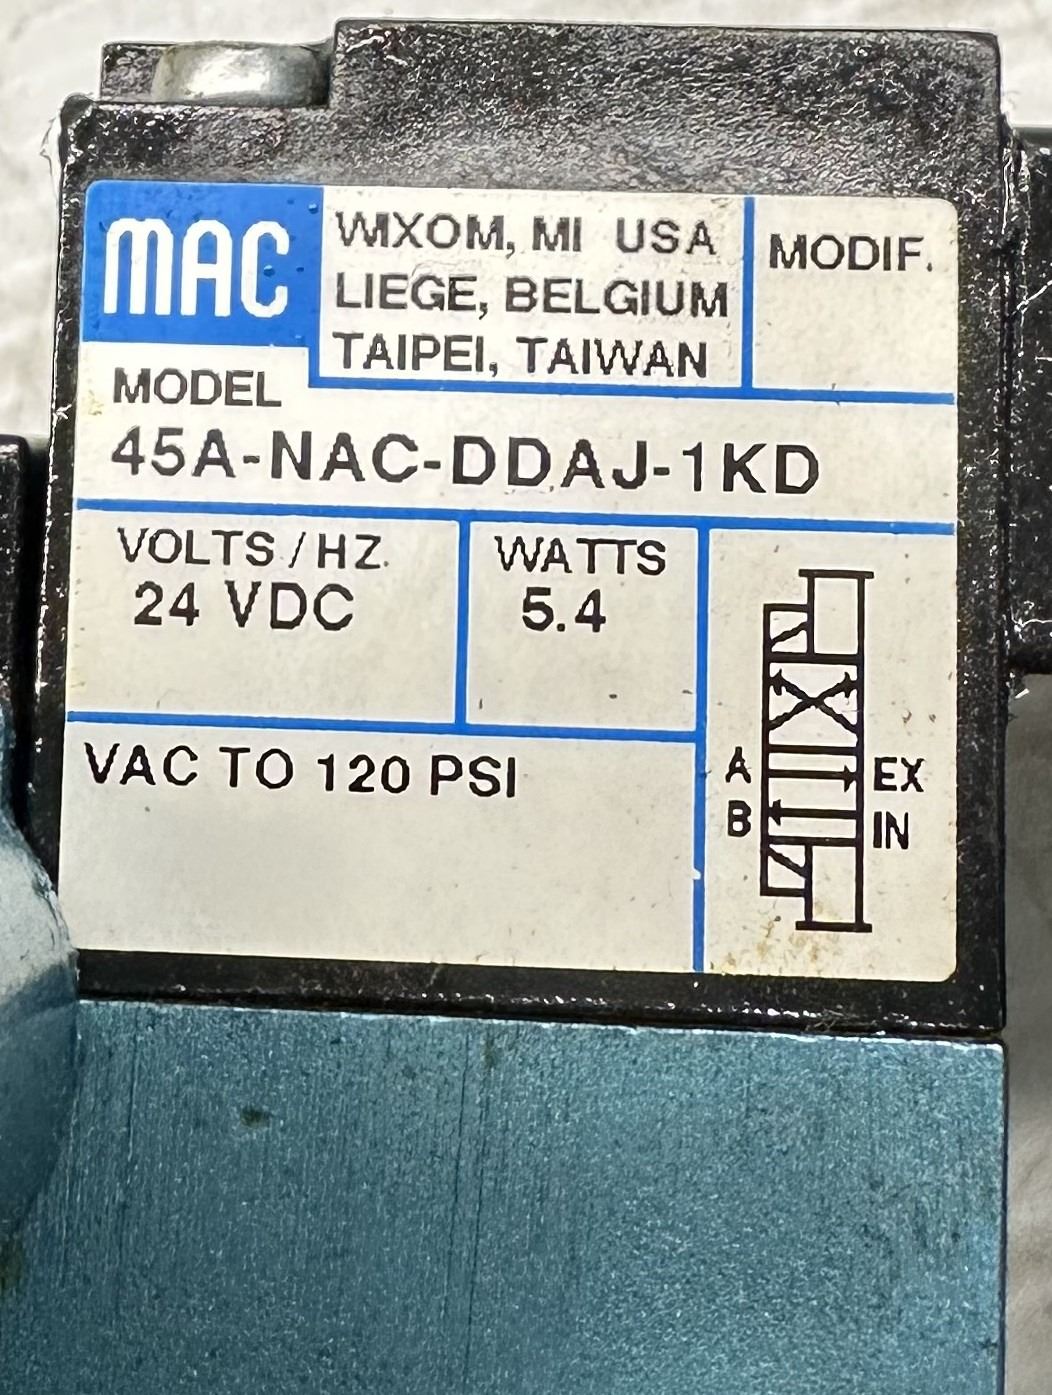 MAC
WIXOM, MI USA
LIEGE, BELGIUM
TAIPEI, TAIWAN
MODIF.
MODEL
45A-NAC-DDAJ-1KD
VOLTS/HZ.
24 VDC
WATTS
5.4
VAC TO 120 PSI
A EX
B IN